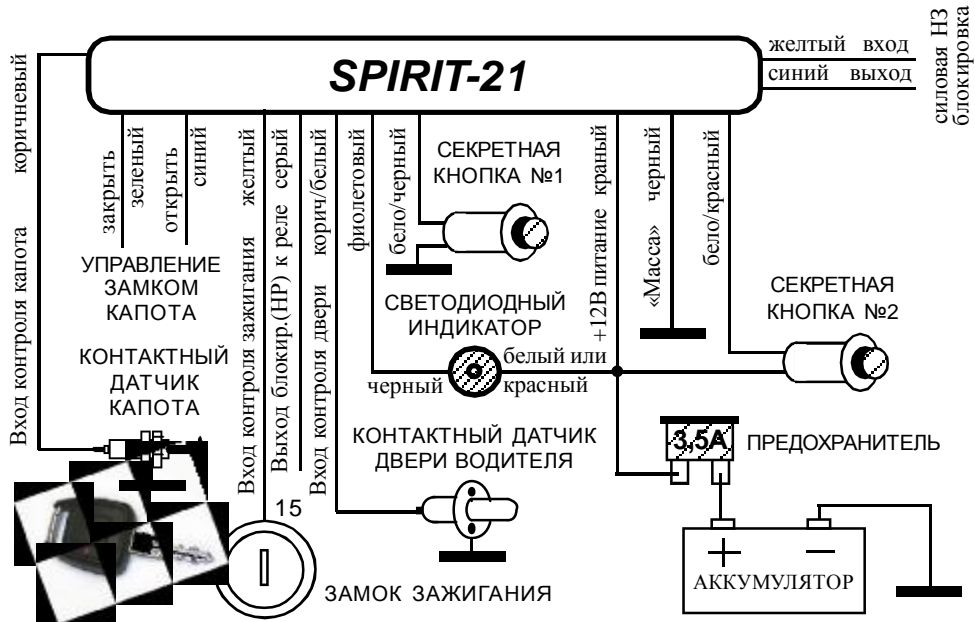 SPIRIT-21
желтый вход
синий выход
силовая НЗ
блокировка
Вход контроля капота коричневый
закрыть
зеленый
открыть
синий
Вход контроля зажигания желтый
Выход блокир.(НР) к реле серый
Вход контроля двери корич/белый
фиолетовый
бело/черный
+12В питание краный
«Масса» черный
бело/красный
СЕКРЕТНАЯ
КНОПКА №1
УПРАВЛЕНИЕ
ЗАМКОМ
КАПОТА
СВЕТОДИОДНЫЙ
ИНДИКАТОР
СЕКРЕТНАЯ
КНОПКА №2
КОНТАКТНЫЙ
ДАТЧИК
КАПОТА
черный
белый или
красный
КОНТАКТНЫЙ ДАТЧИК
ДВЕРИ ВОДИТЕЛЯ
3,5А
ПРЕДОХРАНИТЕЛЬ
15
ЗАМОК ЗАЖИГАНИЯ
+ −
АККУМУЛЯТОР